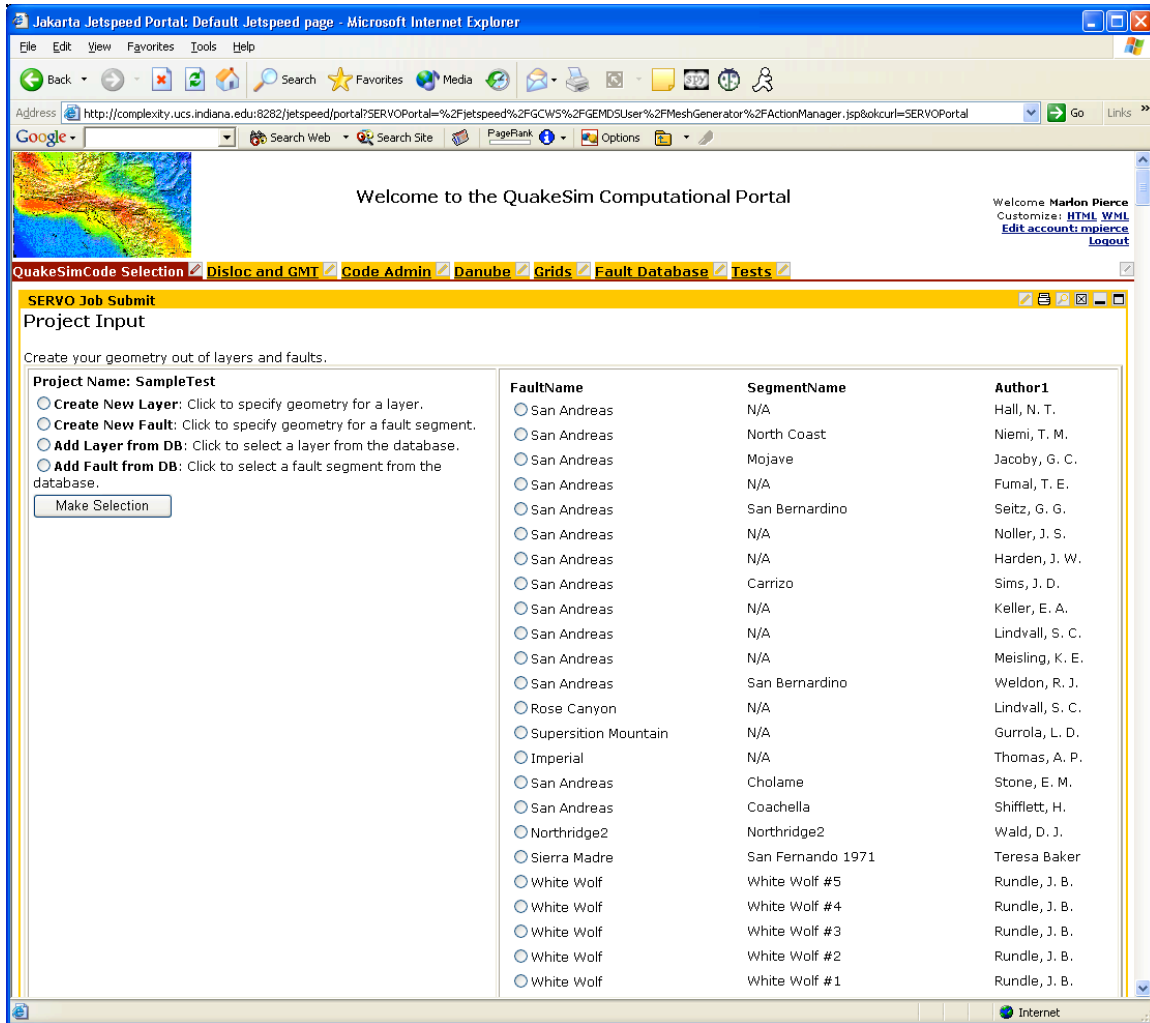 Jakarta Jetspeed Portal: Default Jetspeed page - Microsoft Internet Explorer
File Edit View Favorites Tools Help
Back Search Favorites Media SPY
Address http://complexity.ucs.indiana.edu:8282/jetspeed/portal?SERVOPortal=%2Fjetspeed%2FGCWS%2FGEMDSUser%2FMeshGenerator%2FActionManager.jsp&okcurl=SERVOPortal Go Links »
Google Search Web Search Site PageRank Options
Welcome to the QuakeSim Computational Portal
Welcome Marlon Pierce
Customize: HTML WML
Edit account: mpierce
Logout
QuakeSimCode Selection Disloc and GMT Code Admin Danube Grids Fault Database Tests
SERVO Job Submit
Project Input
Create your geometry out of layers and faults.
Project Name: SampleTest
Create New Layer: Click to specify geometry for a layer.
Create New Fault: Click to specify geometry for a fault segment.
Add Layer from DB: Click to select a layer from the database.
Add Fault from DB: Click to select a fault segment from the
database.
Make Selection
FaultName SegmentName Author1
San Andreas N/A Hall, N. T.
San Andreas North Coast Niemi, T. M.
San Andreas Mojave Jacoby, G. C.
San Andreas N/A Fumal, T. E.
San Andreas San Bernardino Seitz, G. G.
San Andreas N/A Noller, J. S.
San Andreas N/A Harden, J. W.
San Andreas Carrizo Sims, J. D.
San Andreas N/A Keller, E. A.
San Andreas N/A Lindvall, S. C.
San Andreas N/A Meisling, K. E.
San Andreas San Bernardino Weldon, R. J.
Rose Canyon N/A Lindvall, S. C.
Supersition Mountain N/A Gurrola, L. D.
Imperial N/A Thomas, A. P.
San Andreas Cholame Stone, E. M.
San Andreas Coachella Shifflett, H.
Northridge2 Northridge2 Wald, D. J.
Sierra Madre San Fernando 1971 Teresa Baker
White Wolf White Wolf #5 Rundle, J. B.
White Wolf White Wolf #4 Rundle, J. B.
White Wolf White Wolf #3 Rundle, J. B.
White Wolf White Wolf #2 Rundle, J. B.
White Wolf White Wolf #1 Rundle, J. B.
Internet